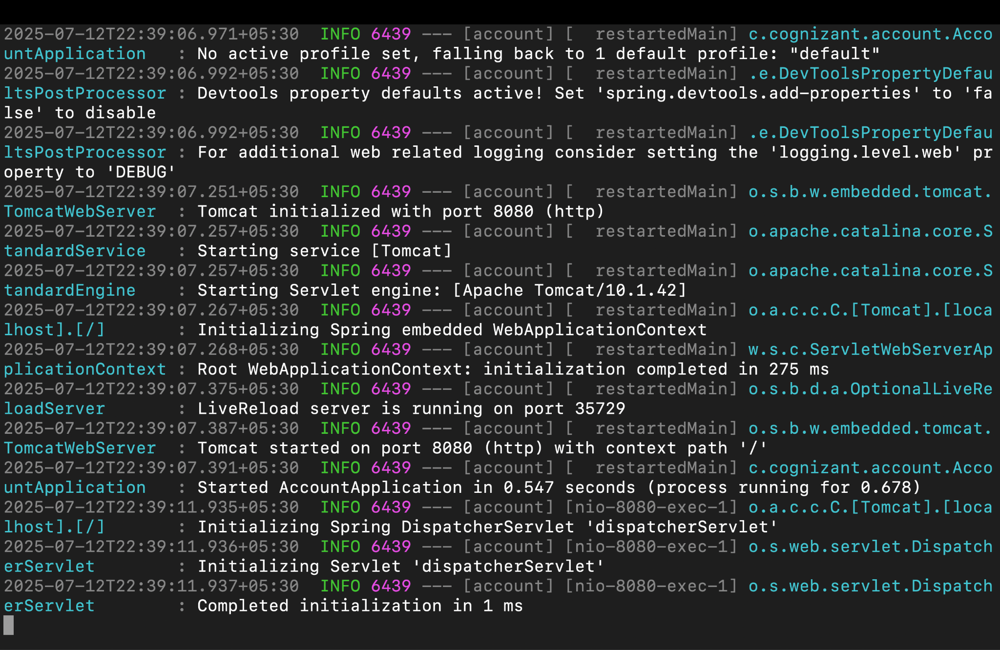 2025-07-12T22:39:06.971+05:30  INFO 6439 --- [account] [  restartedMain] c.cognizant.account.Acco
untApplication   : No active profile set, falling back to 1 default profile: "default"
2025-07-12T22:39:06.992+05:30  INFO 6439 --- [account] [  restartedMain] .e.DevToolsPropertyDefau
ltsPostProcessor : Devtools property defaults active! Set 'spring.devtools.add-properties' to 'fa
lse' to disable
2025-07-12T22:39:06.992+05:30  INFO 6439 --- [account] [  restartedMain] .e.DevToolsPropertyDefau
ltsPostProcessor : For additional web related logging consider setting the 'logging.level.web' pr
operty to 'DEBUG'
2025-07-12T22:39:07.251+05:30  INFO 6439 --- [account] [  restartedMain] o.s.b.w.embedded.tomcat.
TomcatWebServer  : Tomcat initialized with port 8080 (http)
2025-07-12T22:39:07.257+05:30  INFO 6439 --- [account] [  restartedMain] o.apache.catalina.core.S
tandardService   : Starting service [Tomcat]
2025-07-12T22:39:07.257+05:30  INFO 6439 --- [account] [  restartedMain] o.apache.catalina.core.S
tandardEngine    : Starting Servlet engine: [Apache Tomcat/10.1.42]
2025-07-12T22:39:07.267+05:30  INFO 6439 --- [account] [  restartedMain] o.a.c.c.C.[Tomcat].[loca
lhost].[/]       : Initializing Spring embedded WebApplicationContext
2025-07-12T22:39:07.268+05:30  INFO 6439 --- [account] [  restartedMain] w.s.c.ServletWebServerAp
plicationContext : Root WebApplicationContext: initialization completed in 275 ms
2025-07-12T22:39:07.375+05:30  INFO 6439 --- [account] [  restartedMain] o.s.b.d.a.OptionalLiveRe
loadServer       : LiveReload server is running on port 35729
2025-07-12T22:39:07.387+05:30  INFO 6439 --- [account] [  restartedMain] o.s.b.w.embedded.tomcat.
TomcatWebServer  : Tomcat started on port 8080 (http) with context path '/'
2025-07-12T22:39:07.391+05:30  INFO 6439 --- [account] [  restartedMain] c.cognizant.account.Acco
untApplication   : Started AccountApplication in 0.547 seconds (process running for 0.678)
2025-07-12T22:39:11.935+05:30  INFO 6439 --- [account] [nio-8080-exec-1] o.a.c.c.C.[Tomcat].[loca
lhost].[/]       : Initializing Spring DispatcherServlet 'dispatcherServlet'
2025-07-12T22:39:11.936+05:30  INFO 6439 --- [account] [nio-8080-exec-1] o.s.web.servlet.Dispatch
erServlet        : Initializing Servlet 'dispatcherServlet'
2025-07-12T22:39:11.937+05:30  INFO 6439 --- [account] [nio-8080-exec-1] o.s.web.servlet.Dispatch
erServlet        : Completed initialization in 1 ms